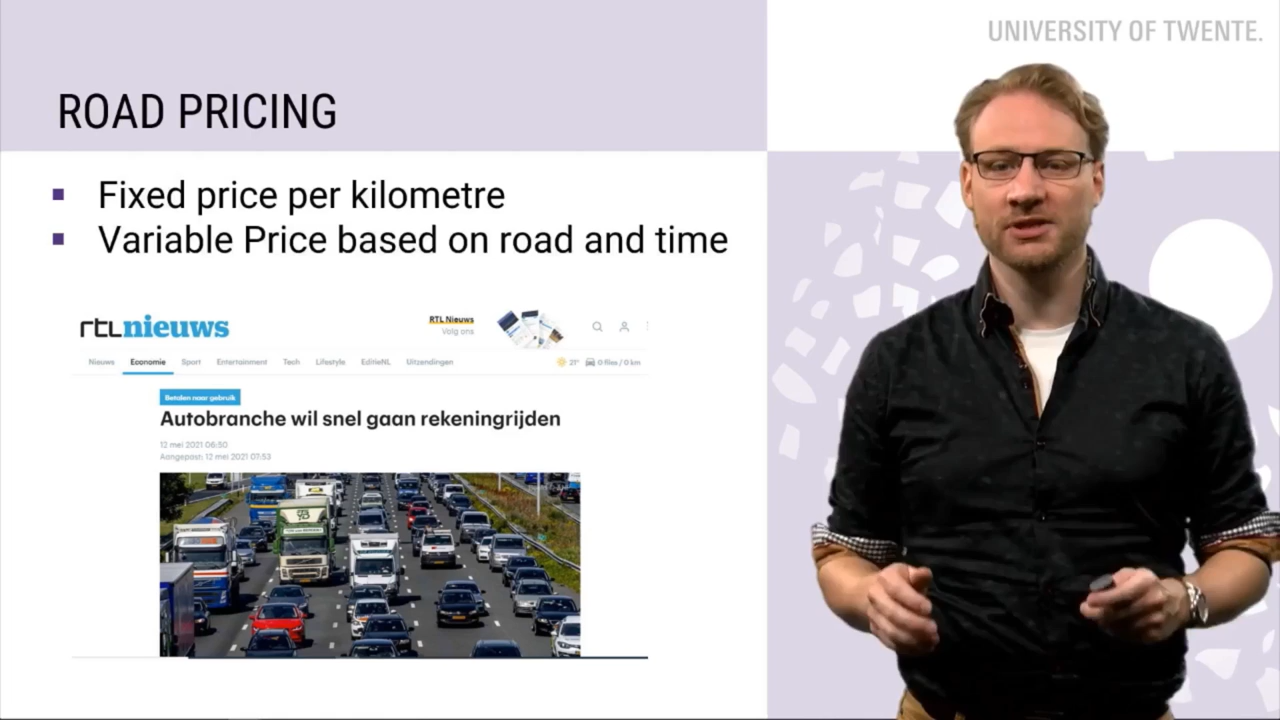 UNIVERSITY OF TWENTE.
ROAD PRICING
Fixed price per kilometre
Variable Price based on road and time
rtlnieuws
RTL Nieuws
Volg ons
Nieuws Economie Sport Entertainment Tech Lifestyle EditieNL Uitzendingen 21° 0 files / 0 km
Betalen naar gebruik
Autobranche wil snel gaan rekeningrijden
12 mei 2021 06:50
Aangepast: 12 mei 2021 07:53